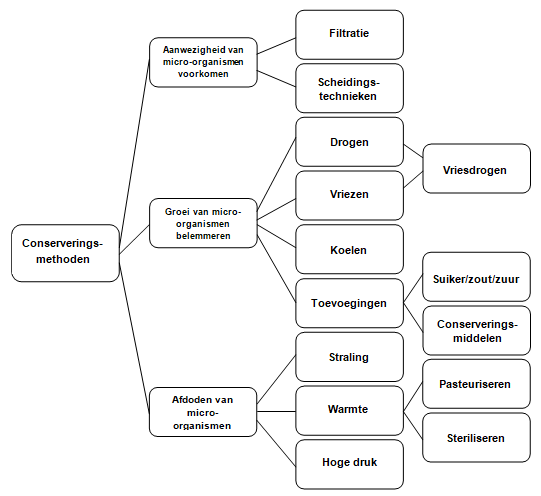 Conserverings-
methoden
Aanwezigheid van
micro-organismen
voorkomen
Filtratie
Scheidings-
technieken
Groei van micro-
organismen
belemmeren
Drogen
Vriezen
Vriesdrogen
Koelen
Toevoegingen
Suiker/zout/zuur
Conserverings-
middelen
Afdoden van
micro-
organismen
Straling
Warmte
Pasteuriseren
Steriliseren
Hoge druk